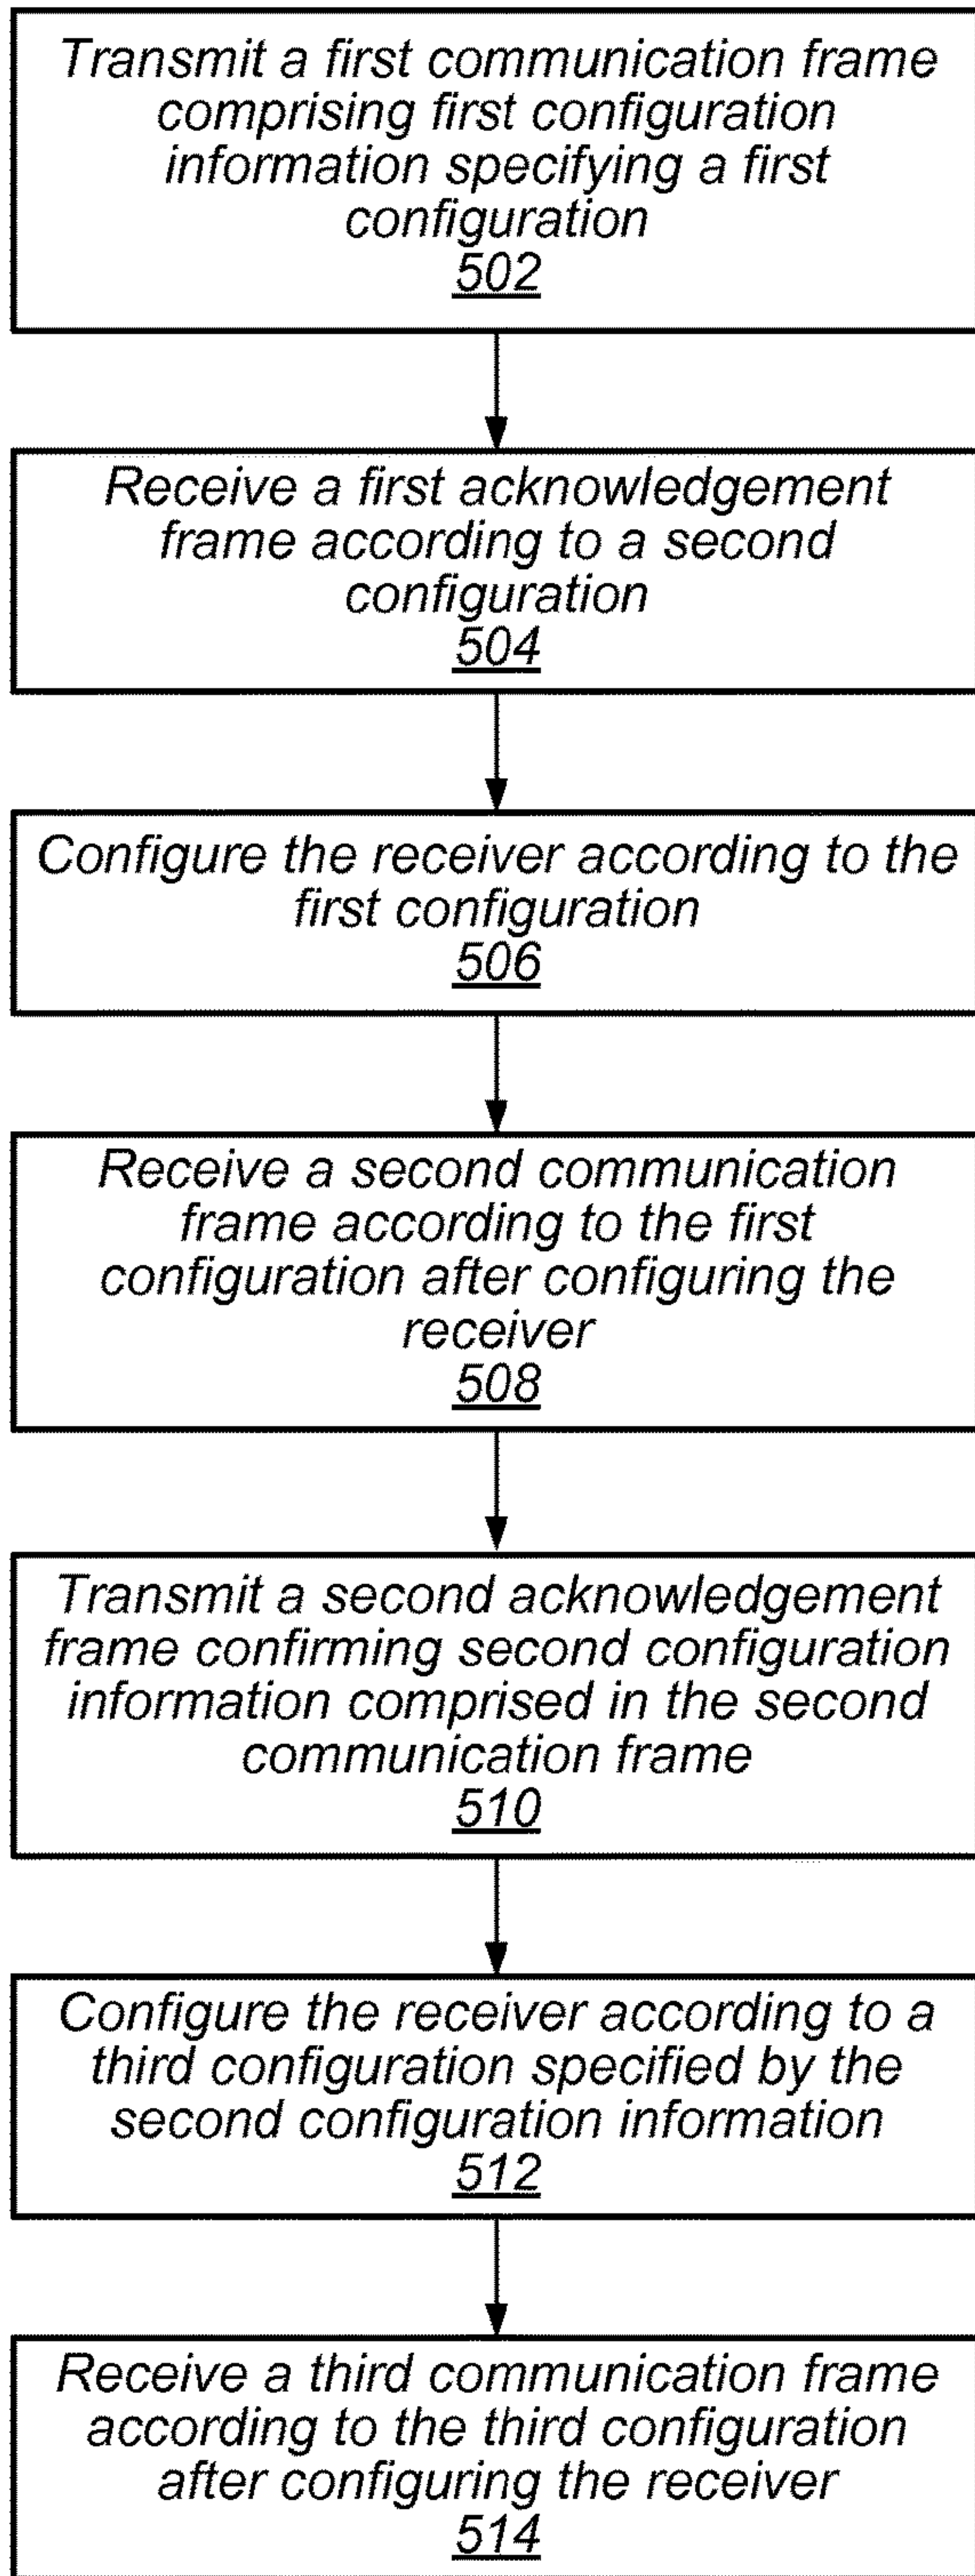 Transmit a first communication frame
comprising first configuration
information specifying a first
configuration
502
Receive a first acknowledgement
frame according to a second
configuration
504
Configure the receiver according to the
first configuration
506
Receive a second communication
frame according to the first
configuration after configuring the
receiver
508
Transmit a second acknowledgement
frame confirming second configuration
information comprised in the second
communication frame
510
Configure the receiver according to a
third configuration specified by the
second configuration information
512
Receive a third communication frame
according to the third configuration
after configuring the receiver
514